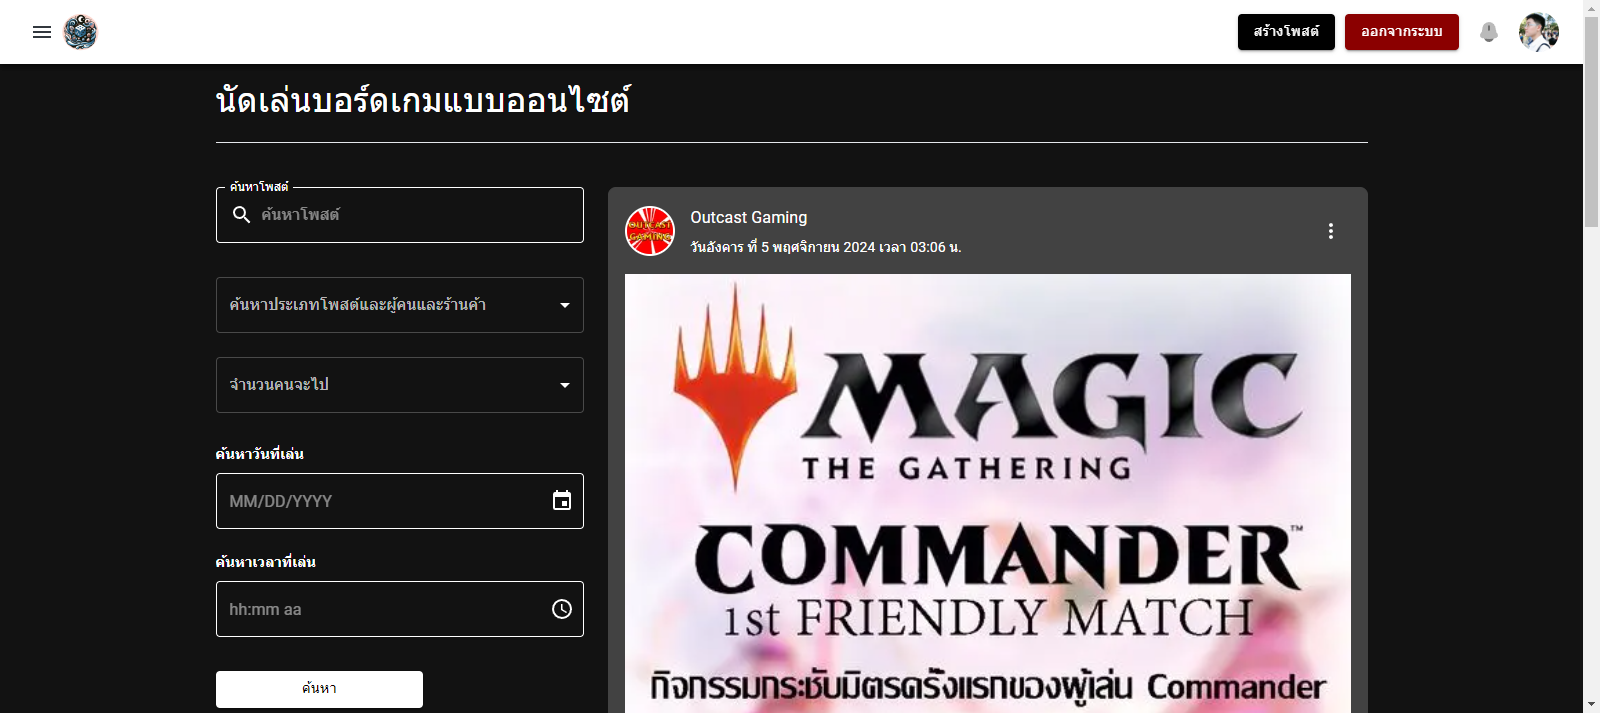 สร้างโพสต์
ออกจากระบบ
นัดเล่นบอร์ดเกมแบบออนไซต์
ค้นหาโพสต์
ค้นหาโพสต์
ค้นหาประเภทโพสต์และผู้คนและร้านค้า
จำนวนคนจะไป
ค้นหาวันที่เล่น
MM/DD/YYYY
ค้นหาเวลาที่เล่น
hh:mm aa
ค้นหา
OUTCAST
GAMING
Outcast Gaming
วันอังคาร ที่ 5 พฤศจิกายน 2024 เวลา 03:06 น.
MAGIC
THE GATHERING
COMMANDER™
1st FRIENDLY MATCH
กิจกรรมกระชับมิตรครั้งแรกของผู้เล่น Commander